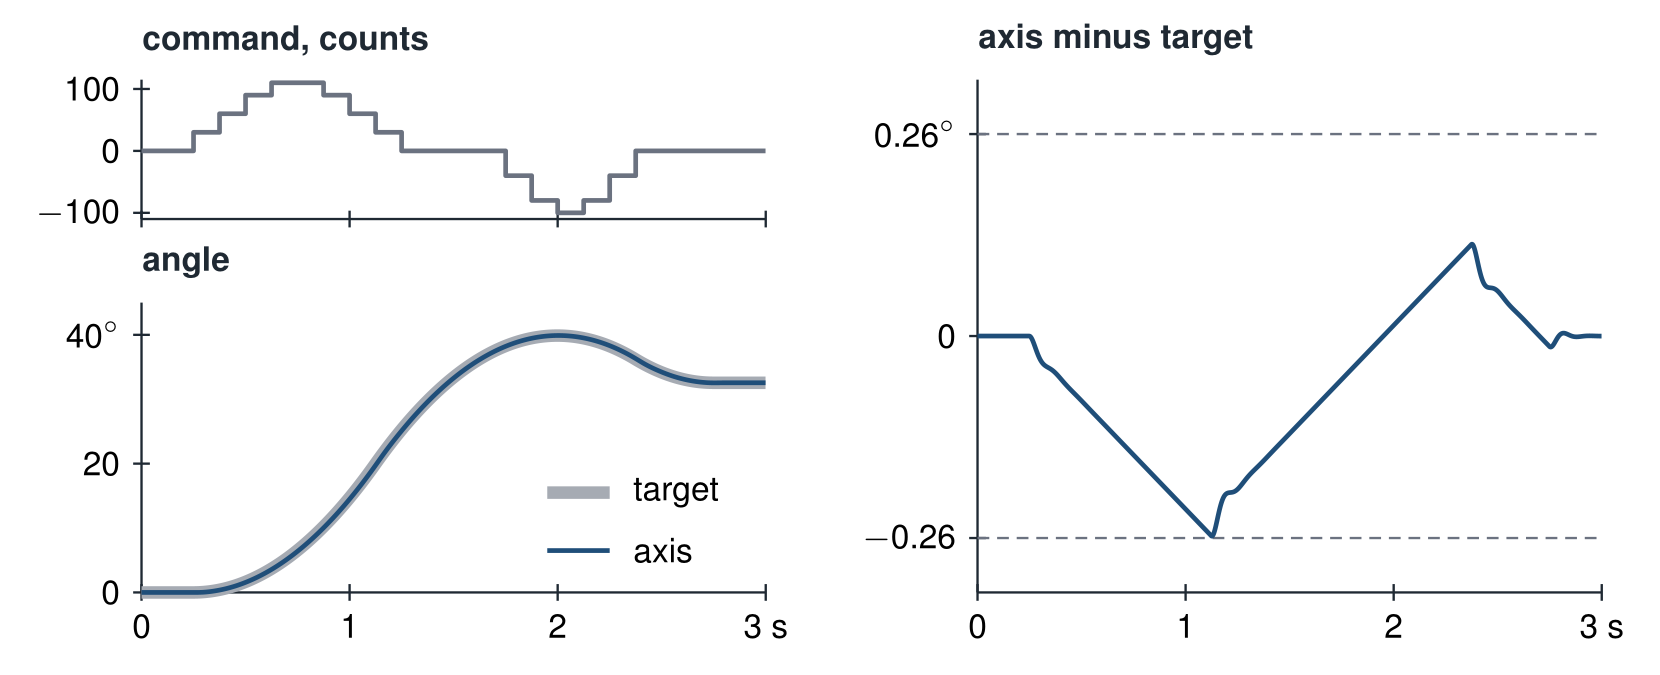 command, counts
100
0
−100
angle
40°
20
0
target
axis
0 1 2 3 s
axis minus target
0.26°
0
−0.26
0 1 2 3 s